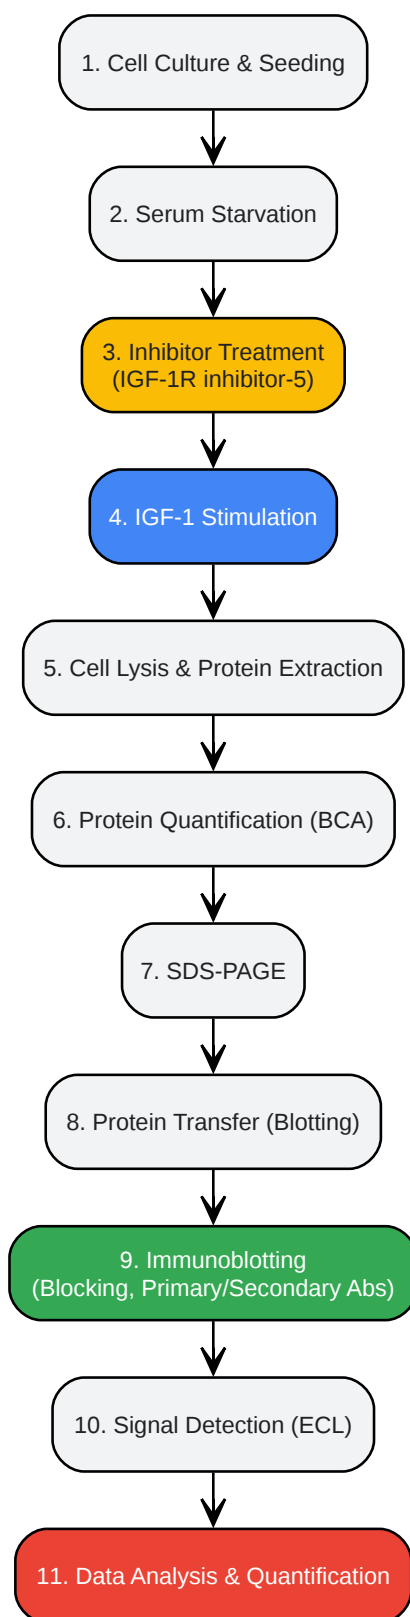 1. Cell Culture & Seeding
2. Serum Starvation
3. Inhibitor Treatment
(IGF-1R inhibitor-5)
4. IGF-1 Stimulation
5. Cell Lysis & Protein Extraction
6. Protein Quantification (BCA)
7. SDS-PAGE
8. Protein Transfer (Blotting)
9. Immunoblotting
(Blocking, Primary/Secondary Abs)
10. Signal Detection (ECL)
11. Data Analysis & Quantification